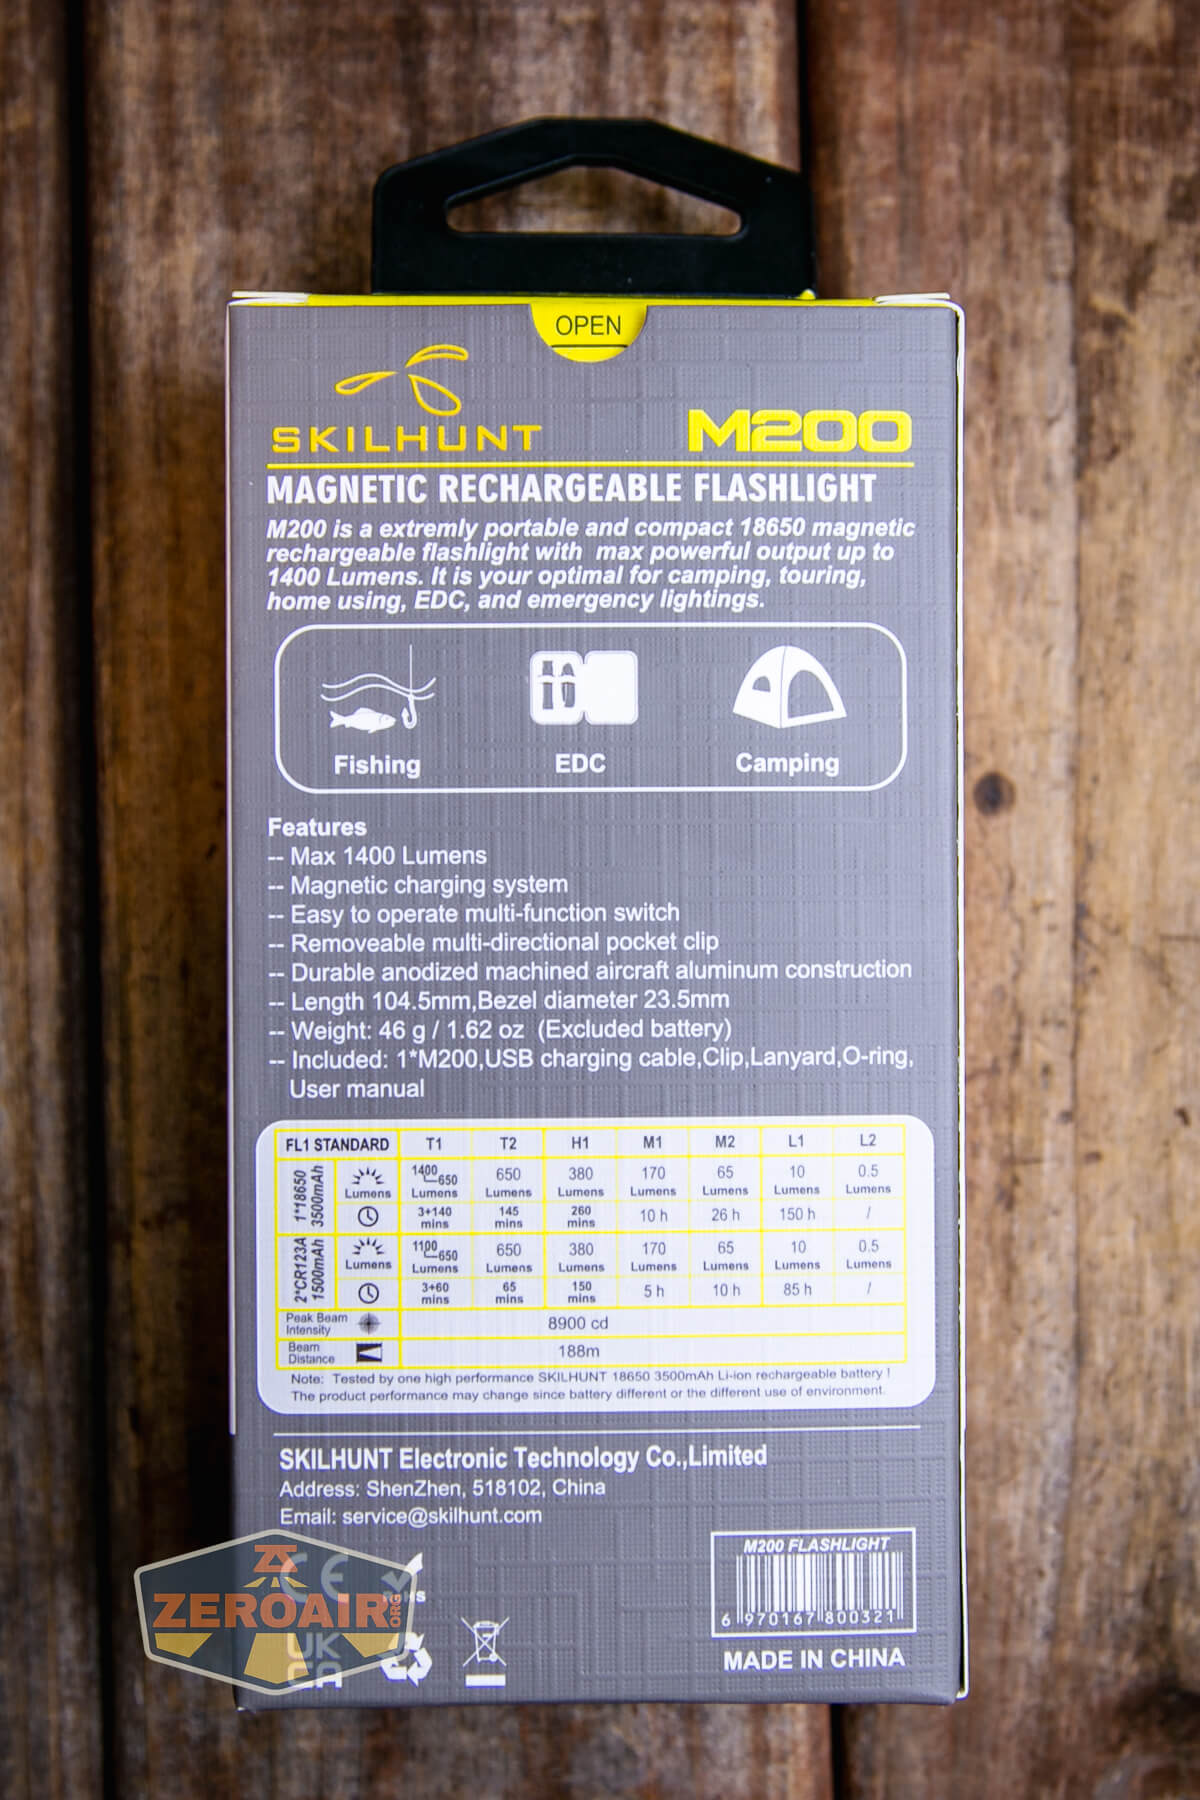 OPEN
SKILHUNT
M200
MAGNETIC RECHARGEABLE FLASHLIGHT
M200 is a extremly portable and compact 18650 magnetic
rechargeable flashlight with max powerful output up to
1400 Lumens. It is your optimal for camping, touring,
home using, EDC, and emergency lightings.
Fishing EDC Camping
Features
-- Max 1400 Lumens
-- Magnetic charging system
-- Easy to operate multi-function switch
-- Removeable multi-directional pocket clip
-- Durable anodized machined aircraft aluminum construction
-- Length 104.5mm,Bezel diameter 23.5mm
-- Weight: 46 g / 1.62 oz (Excluded battery)
-- Included: 1*M200,USB charging cable,Clip,Lanyard,O-ring,
User manual
FL1 STANDARD T1 T2 H1 M1 M2 L1 L2
1*18650
3500mAh
Lumens
1400 650 Lumens 650 Lumens 380 Lumens 170 Lumens 65 Lumens 10 Lumens 0.5 Lumens
3+140 mins 145 mins 260 mins 10 h 26 h 150 h /
2*CR123A
1500mAh
Lumens
1100 650 Lumens 650 Lumens 380 Lumens 170 Lumens 65 Lumens 10 Lumens 0.5 Lumens
3+60 mins 65 mins 150 mins 5 h 10 h 85 h /
Peak Beam
Intensity
8900 cd
Beam
Distance
188m
Note: Tested by one high performance SKILHUNT 18650 3500mAh Li-ion rechargeable battery !
The product performance may change since battery different or the different use of environment.
SKILHUNT Electronic Technology Co.,Limited
Address: ShenZhen, 518102, China
Email: service@skilhunt.com
M200 FLASHLIGHT
6 970167 800321
MADE IN CHINA
CE
RoHS
ZEROAIR.ORG
UK
CA